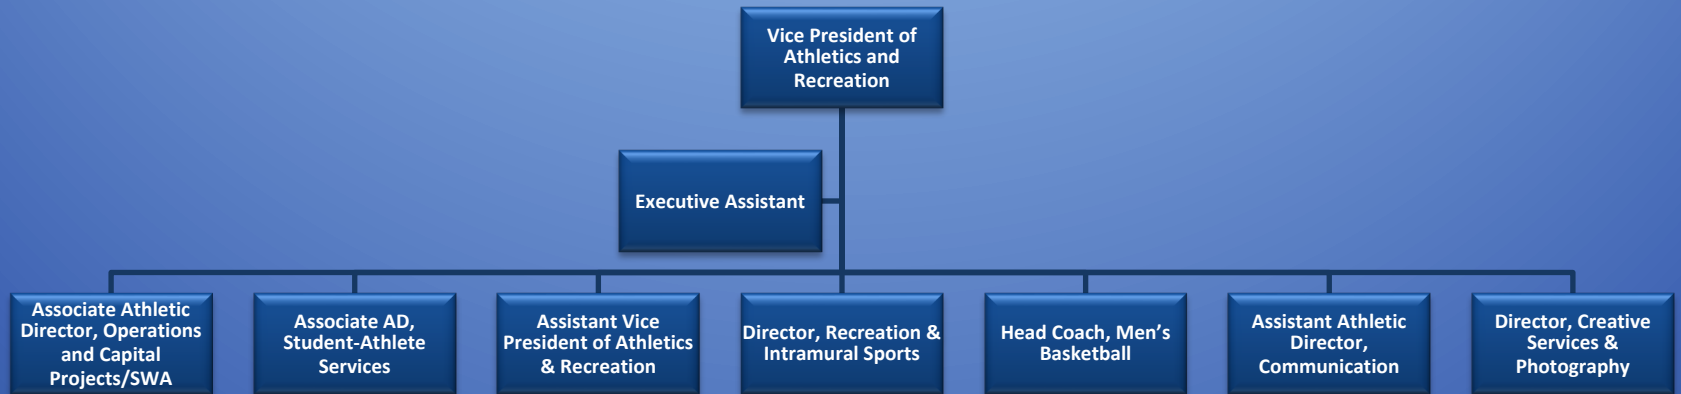 Vice President of
Athletics and
Recreation
Executive Assistant
Associate Athletic
Director, Operations
and Capital
Projects/SWA
Associate AD,
Student-Athlete
Services
Assistant Vice
President of Athletics
& Recreation
Director, Recreation &
Intramural Sports
Head Coach, Men’s
Basketball
Assistant Athletic
Director,
Communication
Director, Creative
Services &
Photography